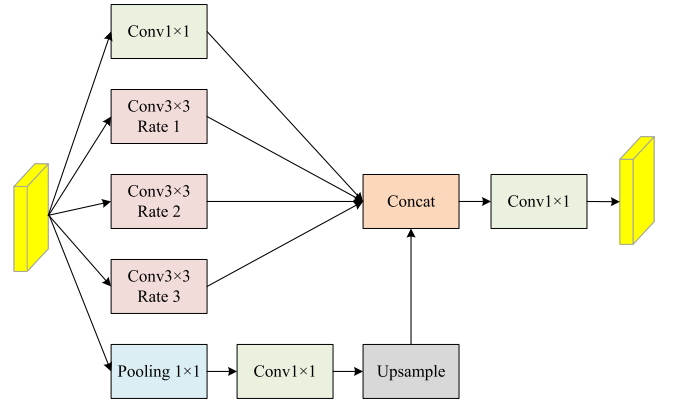 Conv1×1
Conv3×3
Rate 1
Conv3×3
Rate 2
Concat
Conv1×1
Conv3×3
Rate 3
Pooling 1×1
Conv1×1
Upsample